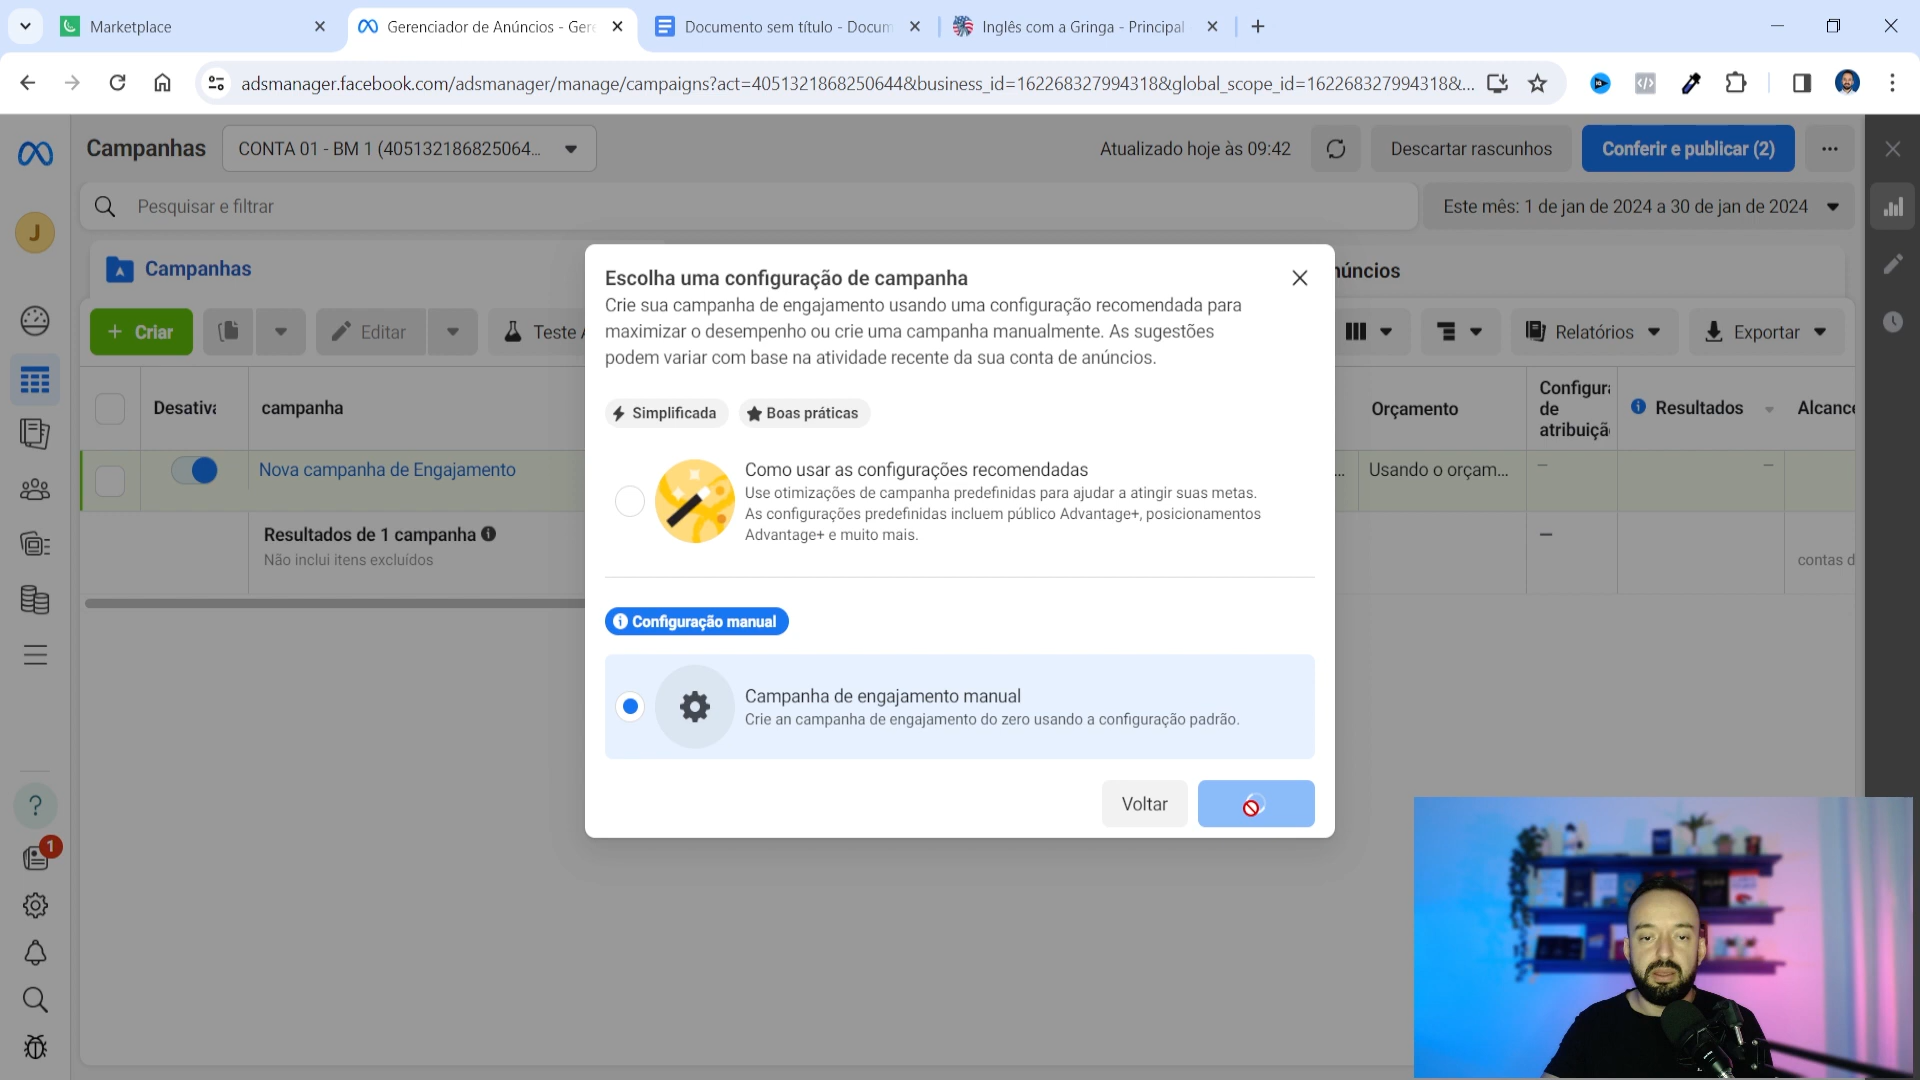 Marketplace
Gerenciador de Anúncios - Gere
Documento sem título - Docum
Inglês com a Gringa - Principal
adsmanager.facebook.com/adsmanager/manage/campaigns?act=4051321868250644&business_id=162268327994318&global_scope_id=162268327994318&...
Campanhas
CONTA 01 - BM 1 (405132186825064...
Atualizado hoje às 09:42
Descartar rascunhos
Conferir e publicar (2)
Pesquisar e filtrar
Este mês: 1 de jan de 2024 a 30 de jan de 2024
J
Campanhas
núncios
Escolha uma configuração de campanha
Crie sua campanha de engajamento usando uma configuração recomendada para
maximizar o desempenho ou crie uma campanha manualmente. As sugestões
podem variar com base na atividade recente da sua conta de anúncios.
+ Criar
Editar
Teste A
Relatórios
Exportar
Desativa
campanha
Orçamento
Configura
de
atribuiçã
Resultados
Alcance
Simplificada
Boas práticas
Nova campanha de Engajamento
Usando o orçam...
Como usar as configurações recomendadas
Use otimizações de campanha predefinidas para ajudar a atingir suas metas.
As configurações predefinidas incluem público Advantage+, posicionamentos
Advantage+ e muito mais.
Resultados de 1 campanha
Não inclui itens excluídos
contas d
Configuração manual
Campanha de engajamento manual
Crie an campanha de engajamento do zero usando a configuração padrão.
Voltar
?
1